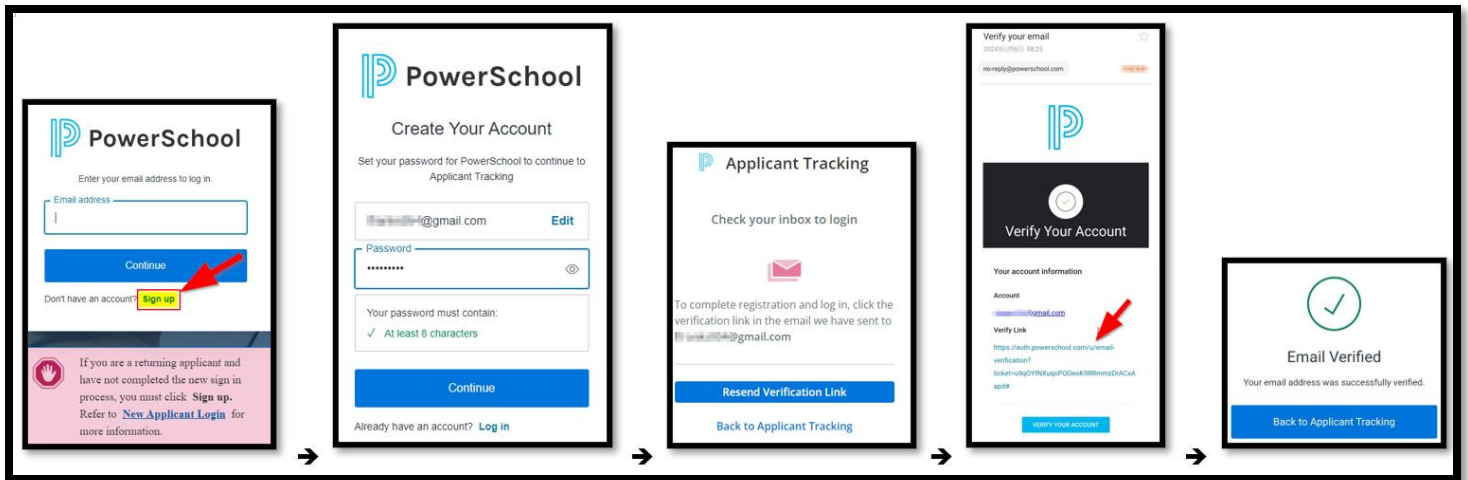 PowerSchool
Enter your email address to log in.
Email address
Continue
Don't have an account? Sign up
If you are a returning applicant and
have not completed the new sign in
process, you must click Sign up.
Refer to New Applicant Login for
more information.
PowerSchool
Create Your Account
Set your password for PowerSchool to continue to
Applicant Tracking
@gmail.com Edit
Password
•••••••••
Your password must contain:
✓ At least 8 characters
Continue
Already have an account? Log in
Applicant Tracking
Check your inbox to login
To complete registration and log in, click the
verification link in the email we have sent to
@gmail.com
Resend Verification Link
Back to Applicant Tracking
Verify your email
2024 08:25
no-reply@powerschool.com
Verify Your Account
Your account information
Account
@gmail.com
Verify Link
https://auth.powerschool.com/u/email-
verification?
apd#
VERIFY YOUR ACCOUNT
Email Verified
Your email address was successfully verified.
Back to Applicant Tracking